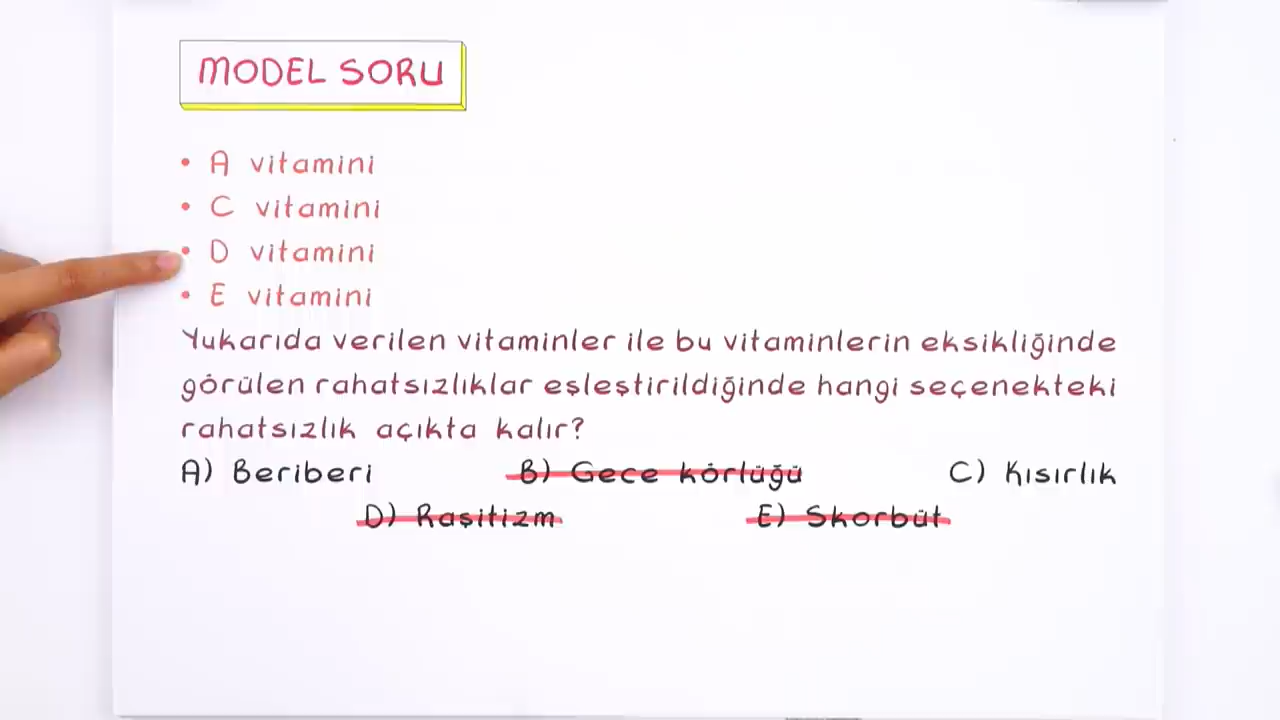 MODEL SORU
• A vitamini
• C vitamini
• D vitamini
• E vitamini
Yukarıda verilen vitaminler ile bu vitaminlerin eksikliğinde
görülen rahatsızlıklar eşleştirildiğinde hangi seçenekteki
rahatsızlık açıkta kalır?
A) Beriberi B) Gece körlüğü C) Kısırlık
D) Raşitizm E) Skorbüt